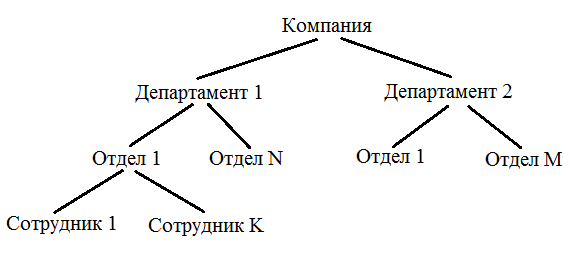 Компания
Департамент 1
Департамент 2
Отдел 1
Отдел N
Отдел 1
Отдел M
Сотрудник 1
Сотрудник K